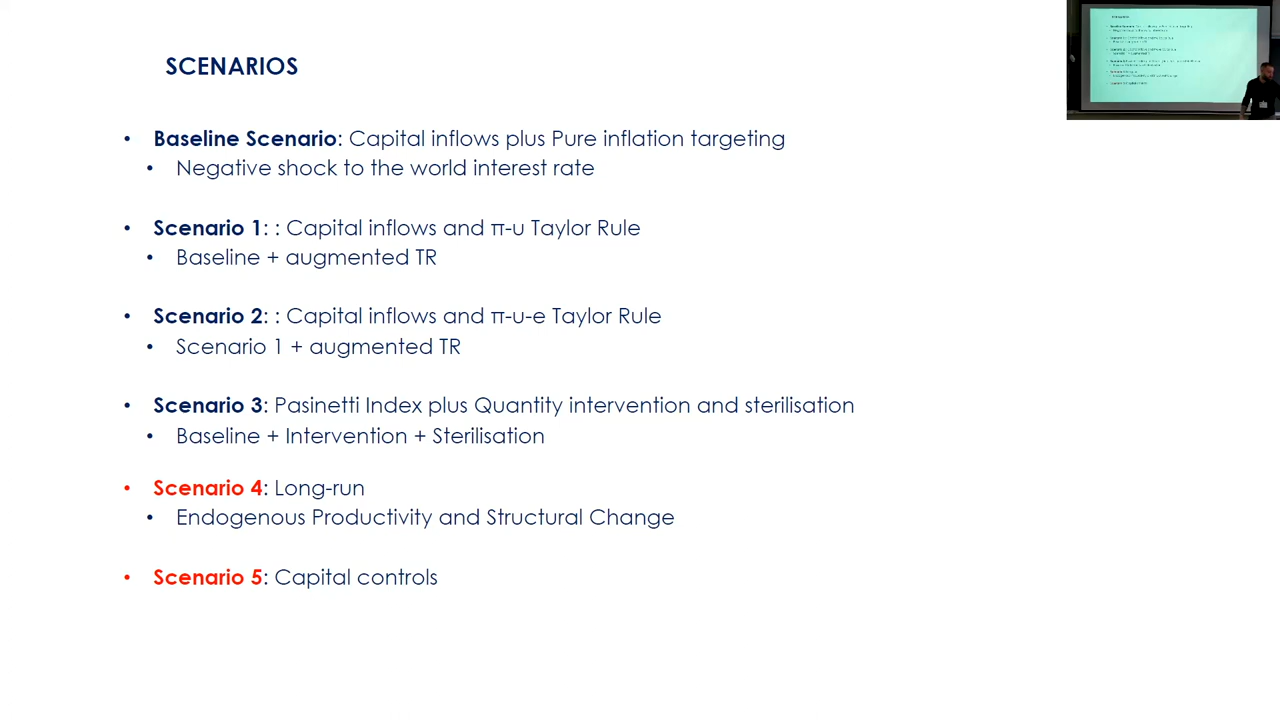 SCENARIOS
• Baseline Scenario: Capital inflows plus Pure inflation targeting
• Negative shock to the world interest rate
• Scenario 1: : Capital inflows and π-u Taylor Rule
• Baseline + augmented TR
• Scenario 2: : Capital inflows and π-u-e Taylor Rule
• Scenario 1 + augmented TR
• Scenario 3: Pasinetti Index plus Quantity intervention and sterilisation
• Baseline + Intervention + Sterilisation
• Scenario 4: Long-run
• Endogenous Productivity and Structural Change
• Scenario 5: Capital controls